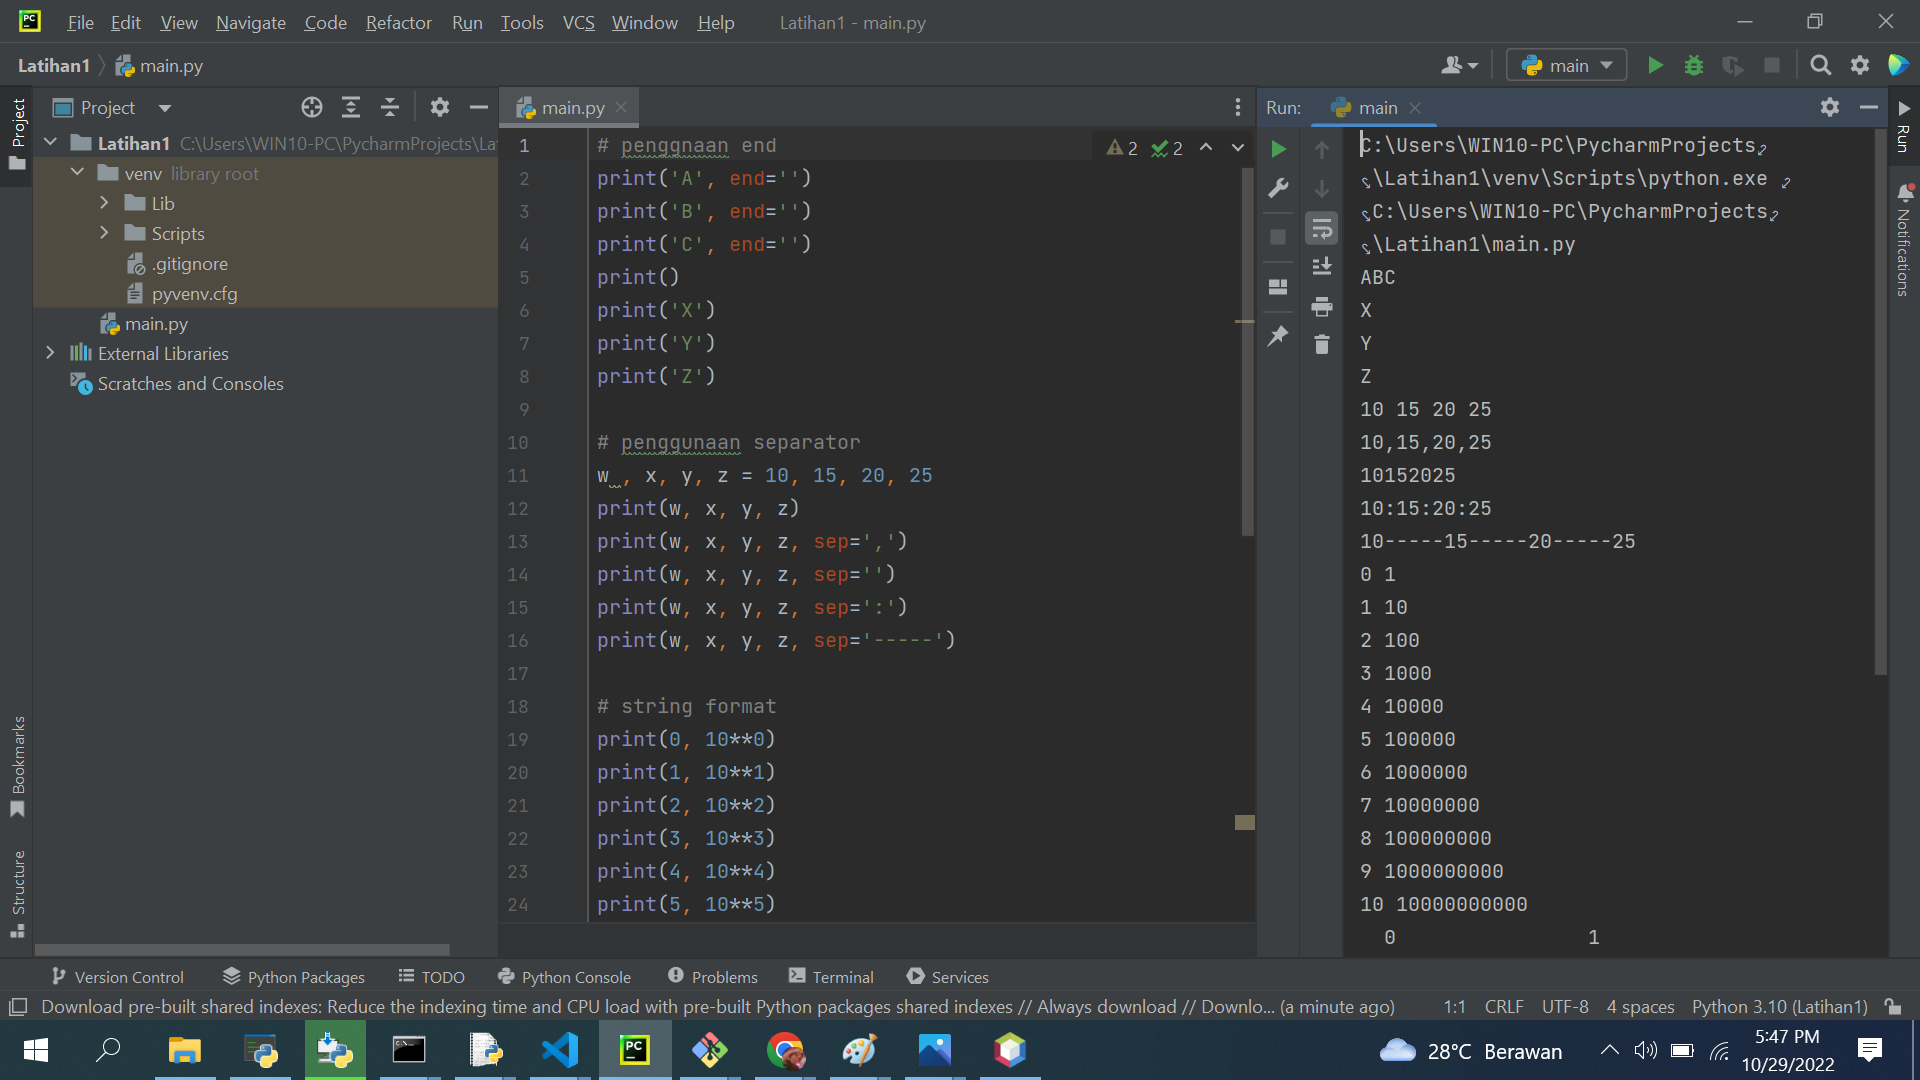 File Edit View Navigate Code Refactor Run Tools VCS Window Help Latihan1 - main.py
Latihan1 main.py main
Project
Latihan1 C:\Users\WIN10-PC\PycharmProjects\La
venv library root
Lib
Scripts
.gitignore
pyvenv.cfg
main.py
External Libraries
Scratches and Consoles
Project
Bookmarks
Structure
main.py
2 2
1 # penggnaan end
2 print('A', end='')
3 print('B', end='')
4 print('C', end='')
5 print()
6 print('X')
7 print('Y')
8 print('Z')
9
10 # penggunaan separator
11 w , x, y, z = 10, 15, 20, 25
12 print(w, x, y, z)
13 print(w, x, y, z, sep=',')
14 print(w, x, y, z, sep='')
15 print(w, x, y, z, sep=':')
16 print(w, x, y, z, sep='-----')
17
18 # string format
19 print(0, 10**0)
20 print(1, 10**1)
21 print(2, 10**2)
22 print(3, 10**3)
23 print(4, 10**4)
24 print(5, 10**5)
Run: main
C:\Users\WIN10-PC\PycharmProjects
\Latihan1\venv\Scripts\python.exe
C:\Users\WIN10-PC\PycharmProjects
\Latihan1\main.py
ABC
X
Y
Z
10 15 20 25
10,15,20,25
10152025
10:15:20:25
10-----15-----20-----25
0 1
1 10
2 100
3 1000
4 10000
5 100000
6 1000000
7 10000000
8 100000000
9 1000000000
10 10000000000
0 1
Run
Notifications
Version Control Python Packages TODO Python Console Problems Terminal Services
Download pre-built shared indexes: Reduce the indexing time and CPU load with pre-built Python packages shared indexes // Always download // Downlo... (a minute ago) 1:1 CRLF UTF-8 4 spaces Python 3.10 (Latihan1)
28°C Berawan
5:47 PM
10/29/2022